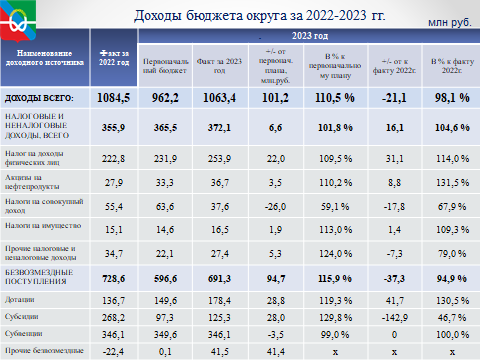 Доходы бюджета округа за 2022-2023 гг.
млн руб.
Наименование доходного источника | Факт за 2022 год | 2023 год
Первоначальный бюджет | Факт за 2023 год | +/- от первонач. плана, млн.руб. | В % к первоначальному плану | +/- от к факту 2022г. | В % к факту 2022г.
ДОХОДЫ ВСЕГО: 1084,5 962,2 1063,4 101,2 110,5 % -21,1 98,1 %
НАЛОГОВЫЕ И НЕНАЛОГОВЫЕ ДОХОДЫ, ВСЕГО 355,9 365,5 372,1 6,6 101,8 % 16,1 104,6 %
Налог на доходы физических лиц 222,8 231,9 253,9 22,0 109,5 % 31,1 114,0 %
Акцизы на нефтепродукты 27,9 33,3 36,7 3,5 110,2 % 8,8 131,5 %
Налоги на совокупный доход 55,4 63,6 37,6 -26,0 59,1 % -17,8 67,9 %
Налоги на имущество 15,1 14,6 16,5 1,9 113,0 % 1,4 109,3 %
Прочие налоговые и неналоговые доходы 34,7 22,1 27,4 5,3 124,0 % -7,3 79,0 %
БЕЗВОЗМЕЗДНЫЕ ПОСТУПЛЕНИЯ 728,6 596,6 691,3 94,7 115,9 % -37,3 94,9 %
Дотации 136,7 149,6 178,4 28,8 119,3 % 41,7 130,5 %
Субсидии 268,2 97,3 125,3 28,0 129,8 % -142,9 46,7 %
Субвенции 346,1 349,6 346,1 -3,5 99,0 % 0 100,0 %
Прочие безвозмездные -22,4 0,1 41,5 41,4 х х х